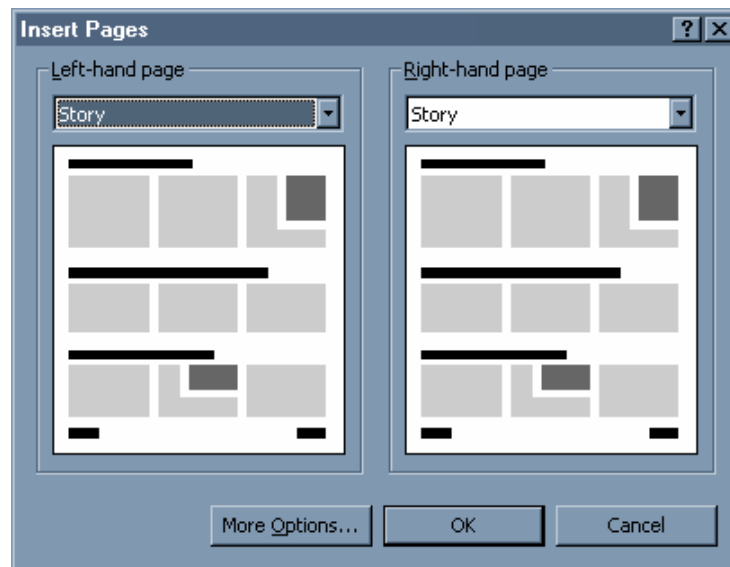 Insert Pages
Left-hand page
Right-hand page
Story
Story
More Options...
OK
Cancel